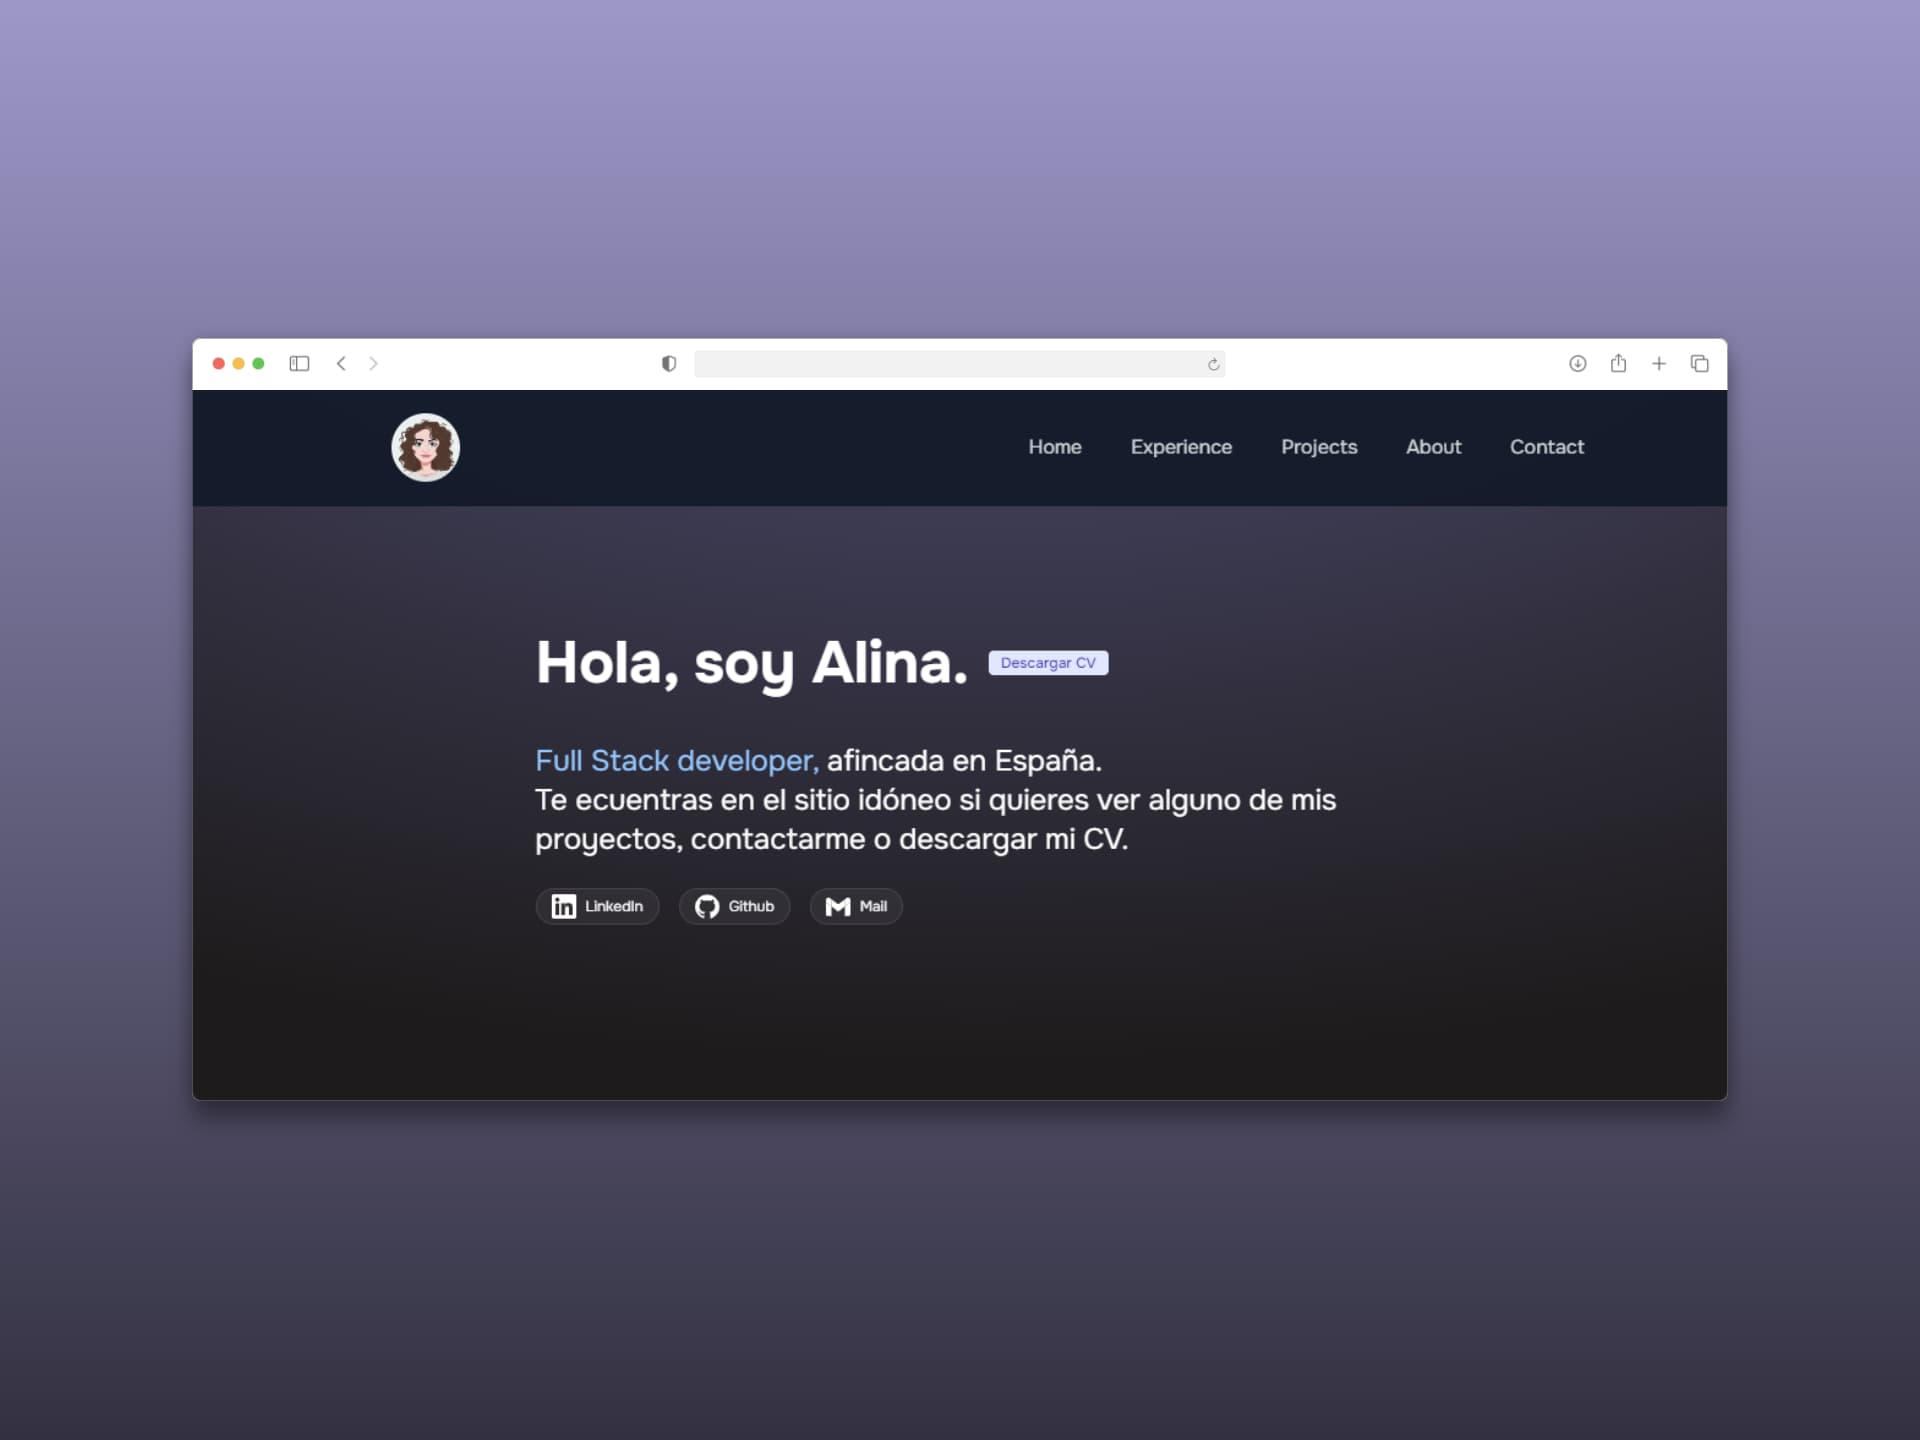 Home Experience Projects About Contact
Hola, soy Alina. Descargar CV
Full Stack developer, afincada en España.
Te ecuentras en el sitio idóneo si quieres ver alguno de mis
proyectos, contactarme o descargar mi CV.
LinkedIn Github Mail